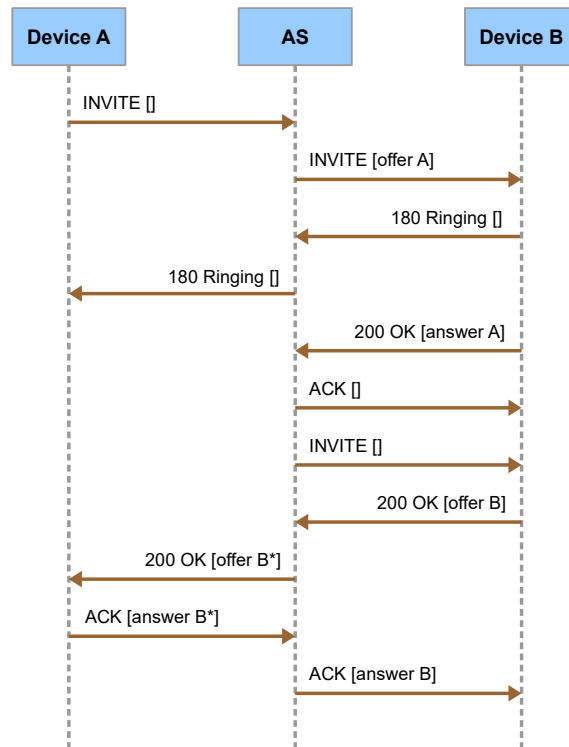 Device A
AS
Device B
INVITE []
INVITE [offer A]
180 Ringing []
180 Ringing []
200 OK [answer A]
ACK []
INVITE []
200 OK [offer B]
200 OK [offer B*]
ACK [answer B*]
ACK [answer B]